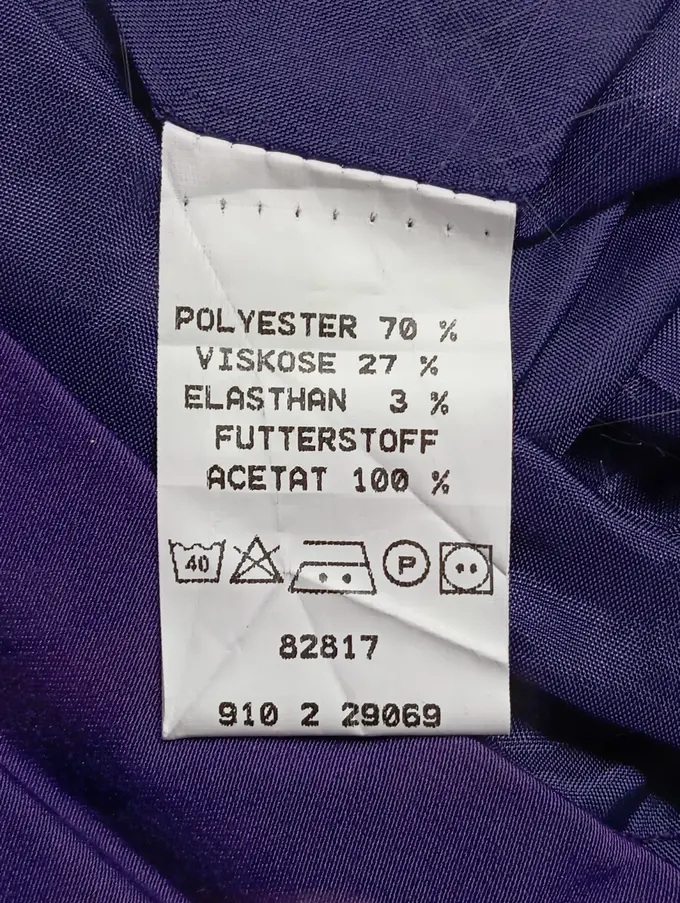 POLYESTER 70 %
VISKOSE 27 %
ELASTHAN 3 %
FUTTERSTOFF
ACETAT 100 %
40 P
82817
910 2 29069